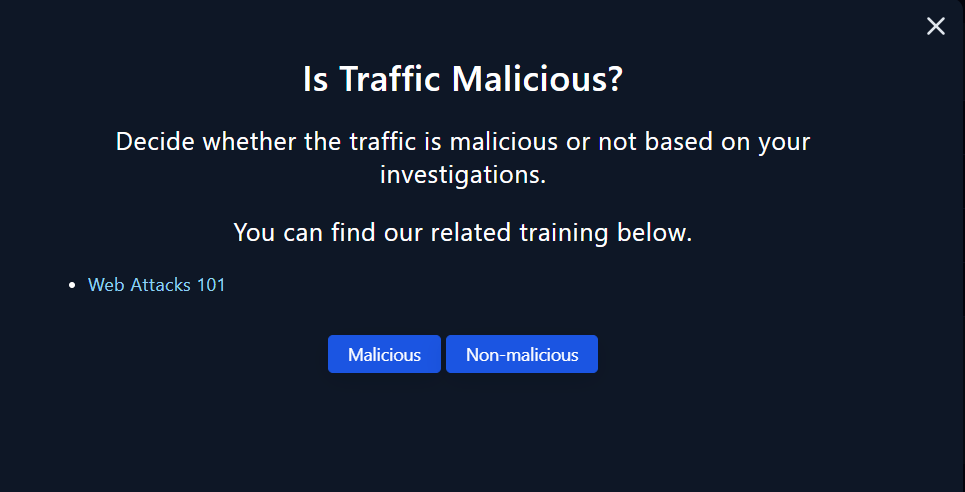 Is Traffic Malicious?
Decide whether the traffic is malicious or not based on your
investigations.
You can find our related training below.
• Web Attacks 101
Malicious
Non-malicious